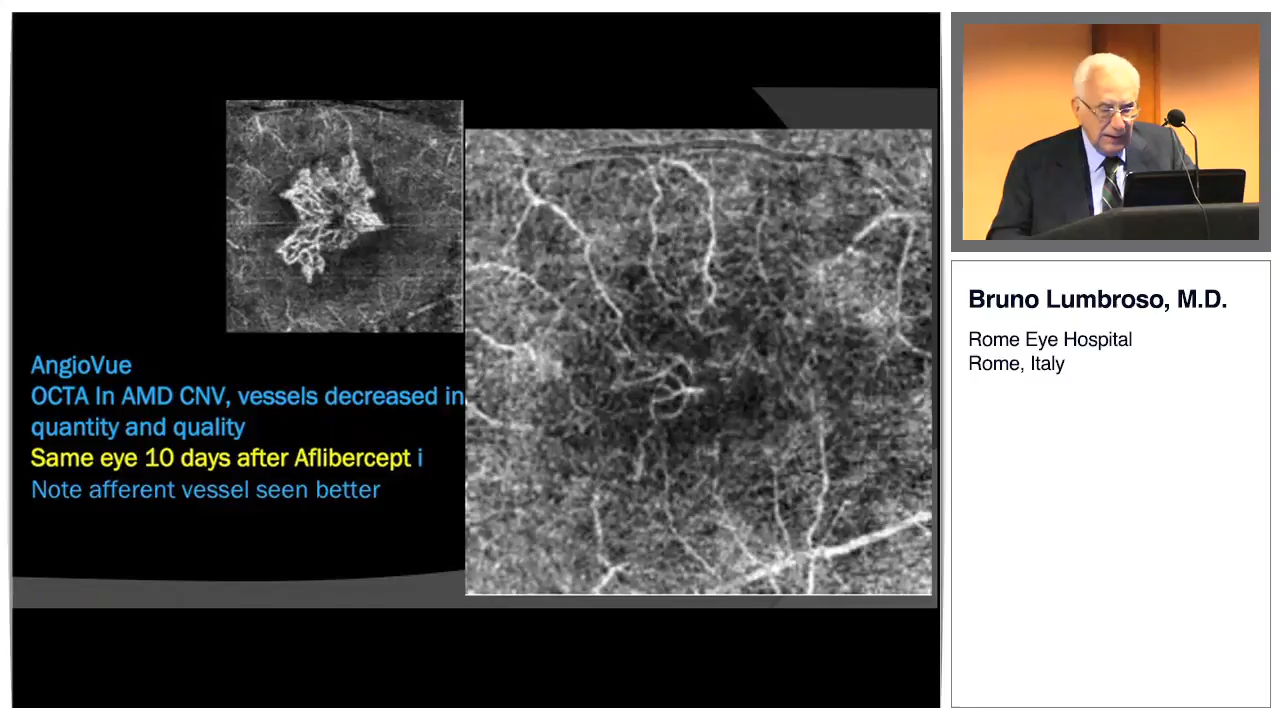 AngioVue
OCTA In AMD CNV, vessels decreased in
quantity and quality
Same eye 10 days after Aflibercept i
Note afferent vessel seen better
Bruno Lumbroso, M.D.
Rome Eye Hospital
Rome, Italy